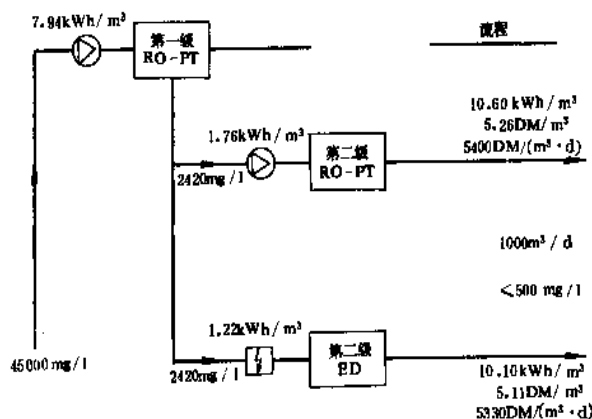 7.94kWh/m³
第一级
RO-PT
流程
10.60 kWh/m³
5.26DM/m³
5400DM/(m³·d)
1.76kWh/m³
第二级
RO-PT
2420mg/l
1000m³/d
≤500 mg/l
1.22kWh/m³
第二级
ED
45000mg/l
2420mg/l
10.10kWh/m³
5.11DM/m³
5330DM/(m³·d)